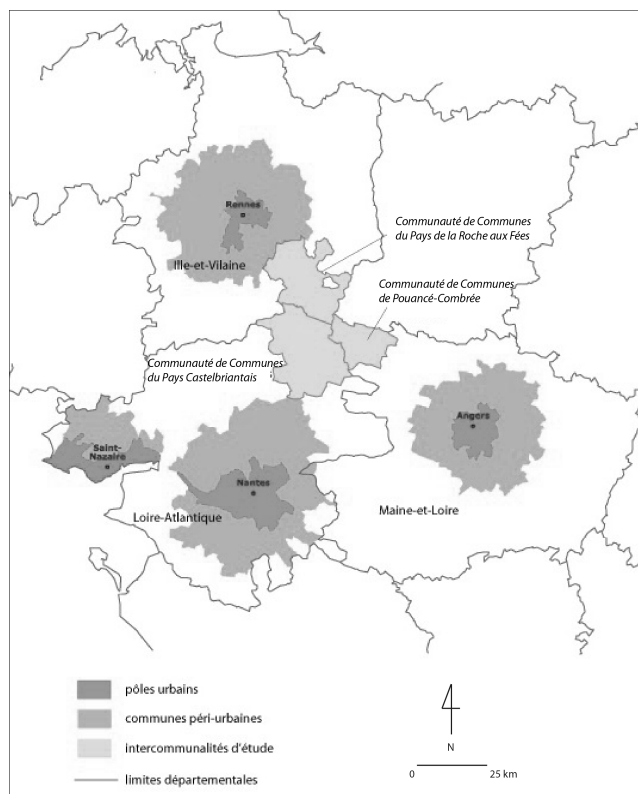 Rennes
Communauté de Communes
du Pays de la Roche aux Fées
Ille-et-Vilaine
Communauté de Communes
de Pouancé-Combrée
Communauté de Communes
du Pays Castelbriantais
Angers
Saint-
Nazaire
Nantes
Maine-et-Loire
Loire-Atlantique
pôles urbains
communes péri-urbaines
intercommunalités d'étude
limites départementales
N
0 25 km